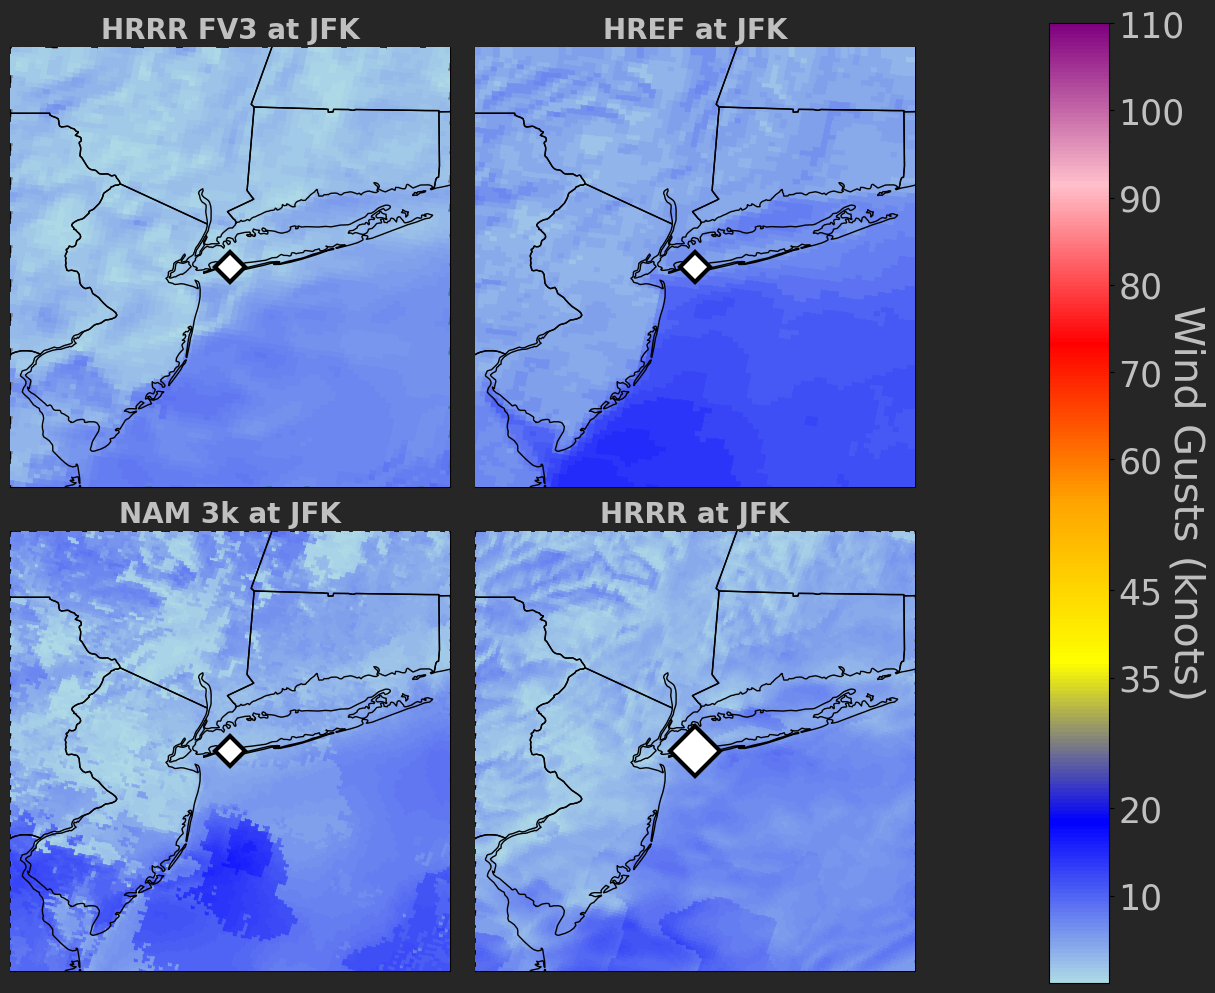 HRRR FV3 at JFK
HREF at JFK
NAM 3k at JFK
HRRR at JFK
110
100
90
80
70
60
45
35
20
10
Wind Gusts (knots)